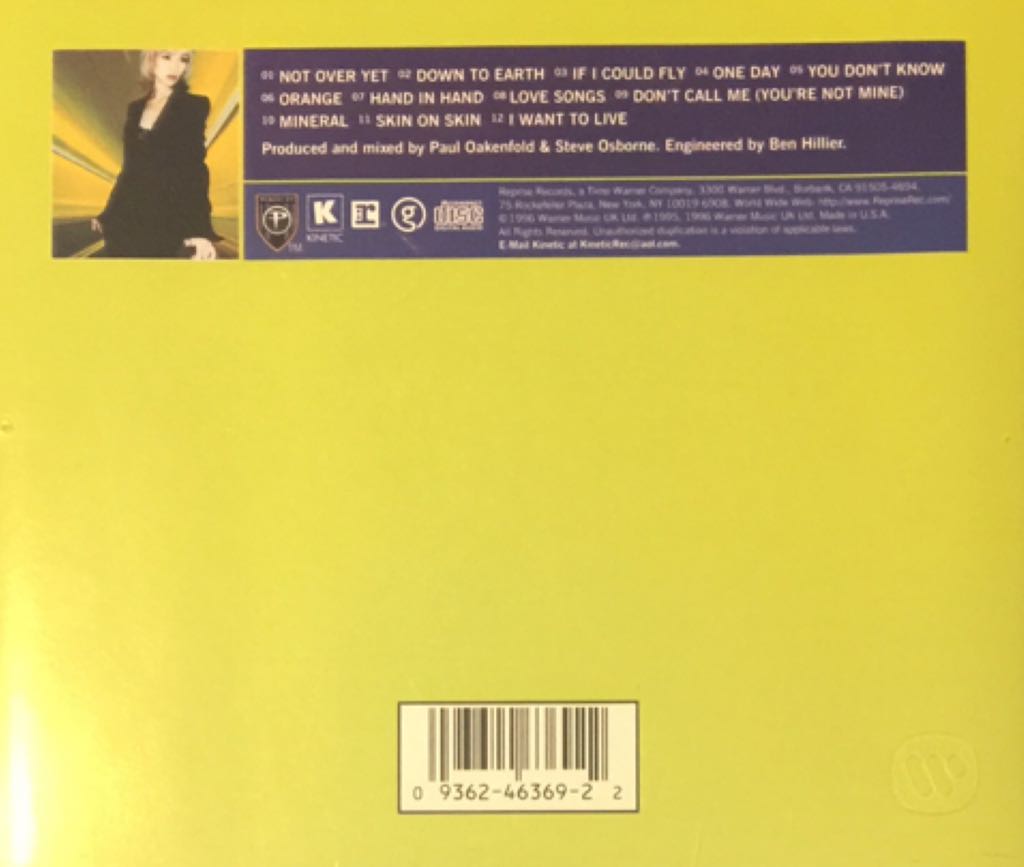 01 NOT OVER YET 02 DOWN TO EARTH 03 IF I COULD FLY 04 ONE DAY 05 YOU DON'T KNOW
06 ORANGE 07 HAND IN HAND 08 LOVE SONGS 09 DON'T CALL ME (YOU'RE NOT MINE)
10 MINERAL 11 SKIN ON SKIN 12 I WANT TO LIVE
Produced and mixed by Paul Oakenfold & Steve Osborne. Engineered by Ben Hillier.
P TM K KINETIC R g COMPACT disc DIGITAL AUDIO
Reprise Records, a Time Warner Company, 3300 Warner Blvd., Burbank, CA 91505-4694.
75 Rockefeller Plaza, New York, NY 10019 6908. World Wide Web: http://www.RepriseRec.com/
©1996 Warner Music UK Ltd. ℗1995, 1996 Warner Music UK Ltd. Made in U.S.A.
All Rights Reserved. Unauthorized duplication is a violation of applicable laws.
E-Mail Kinetic at KineticRec@aol.com.
0 9362-46369-2 2